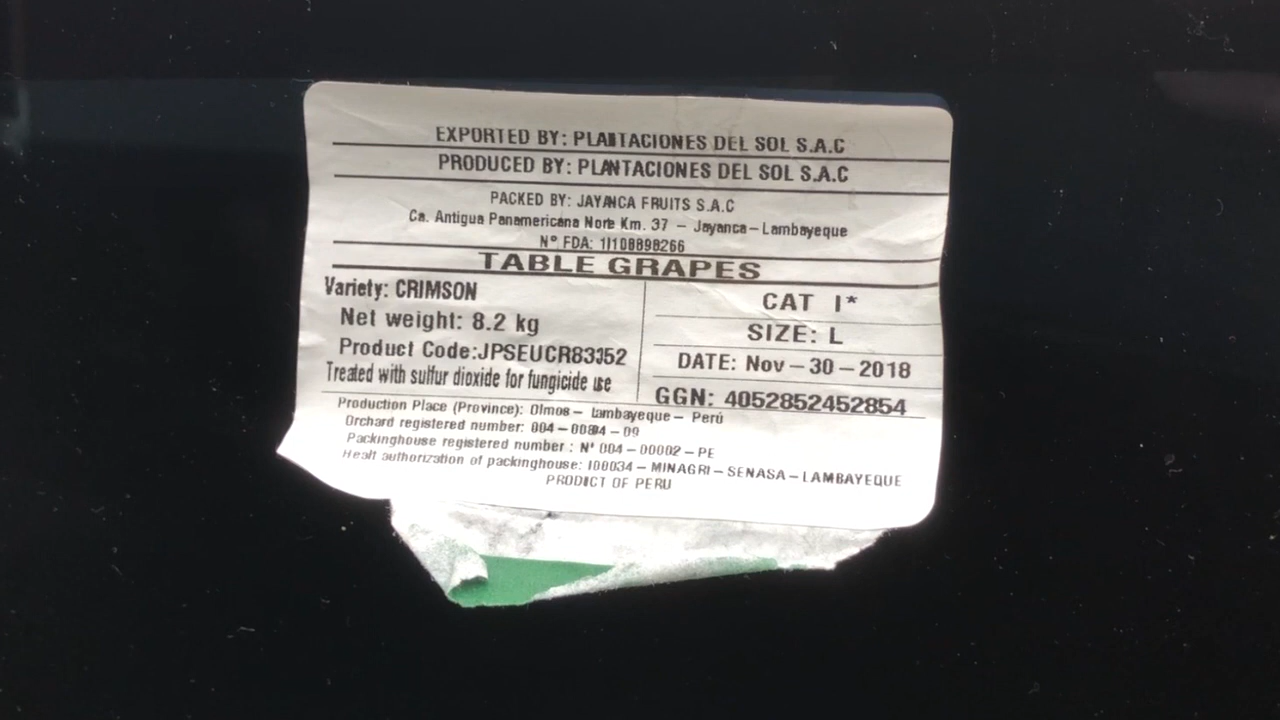 EXPORTED BY: PLANTACIONES DEL SOL S.A.C
PRODUCED BY: PLANTACIONES DEL SOL S.A.C
PACKED BY: JAYANCA FRUITS S.A.C
Ca. Antigua Panamericana Norte Km. 37 – Jayanca – Lambayeque
N° FDA: 11108898266
TABLE GRAPES
Variety: CRIMSON
Net weight: 8.2 kg
Product Code:JPSEUCR83352
Treated with sulfur dioxide for fungicide use
CAT I*
SIZE: L
DATE: Nov – 30 – 2018
GGN: 4052852452854
Production Place (Province): Olmos – Lambayeque – Perú
Orchard registered number: 004 – – 09
Packinghouse registered number : N° 004 – 00002 – PE
Healt authorization of packinghouse: – MINAGRI – SENASA – LAMBAYEQUE
PRODUCT OF PERU